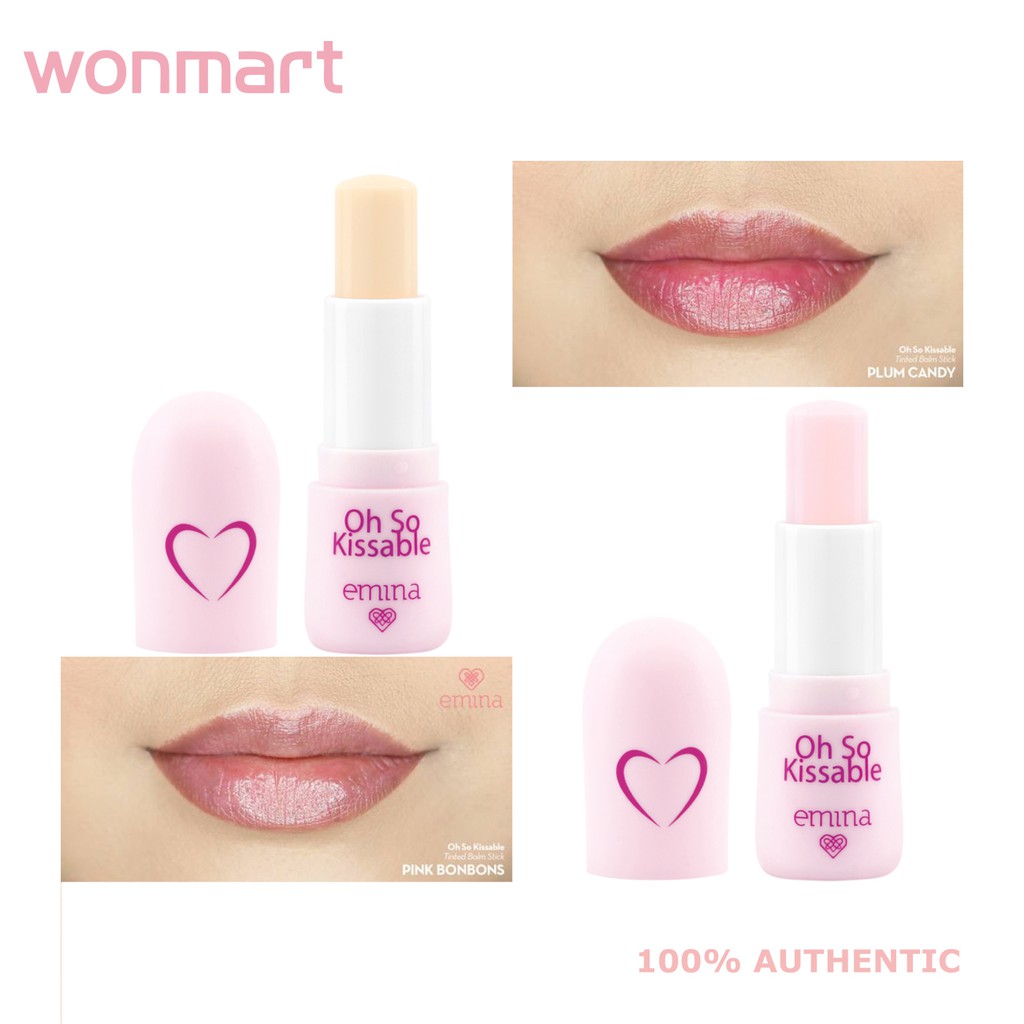 wonmart
Oh So Kissable
Tinted Balm Stick
PLUM CANDY
Oh So
Kissable
emina
emina
Oh So Kissable
Tinted Balm Stick
PINK BONBONS
Oh So
Kissable
emina
100% AUTHENTIC